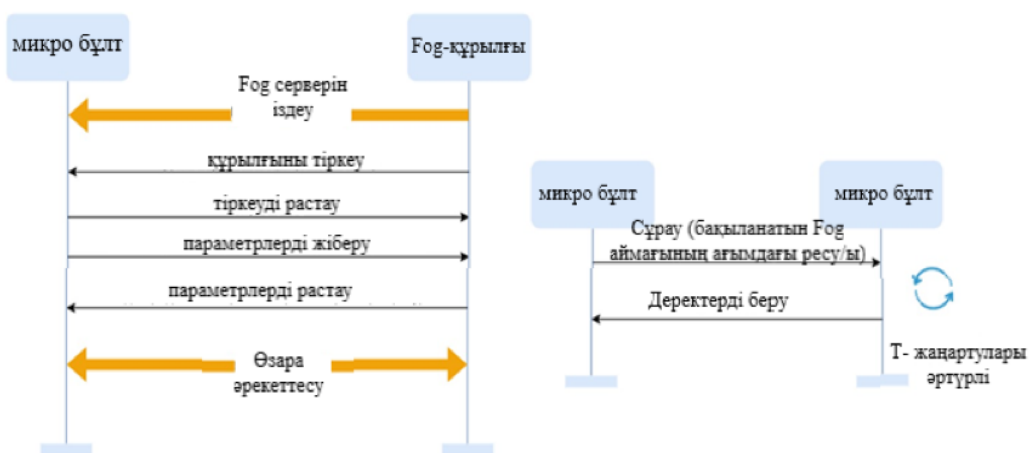 микро бұлт
Fog-құрылғы
Fog серверін
іздеу
құрылғыны тіркеу
тіркеуді растау
параметрлерді жіберу
параметрлерді растау
Өзара
әрекеттесу
микро бұлт
микро бұлт
Сұрау (бақыланатын Fog
аймағының ағымдағы ресу/ы)
Деректерді беру
Т- жаңартулары
әртүрлі